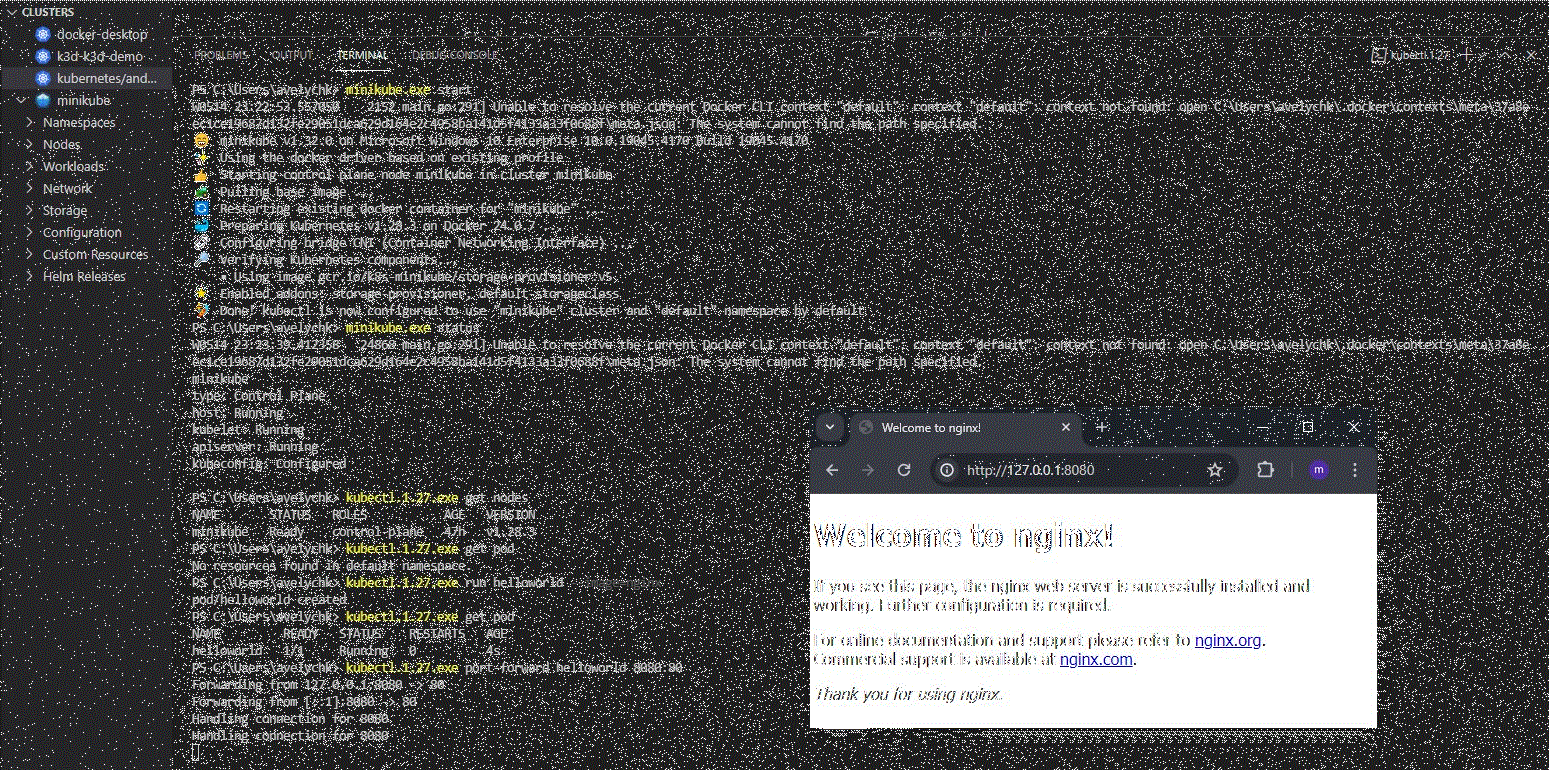 CLUSTERS
docker-desktop
k3d-k3d-demo
kubernetes/and...
minikube
Namespaces
Nodes
Workloads
Network
Storage
Configuration
Custom Resources
Helm Releases
PROBLEMS OUTPUT TERMINAL DEBUG CONSOLE
kubectl.1.27
PS C:\Users\avelychk> minikube.exe start
main.go:291] Unable to resolve the current Docker CLI context "default": context "default": context not found: open C:\Users\avelychk\.docker\contexts\meta\37a8e
\meta.json: The system cannot find the path specified.
minikube v1.32.0 on Microsoft Windows 10 Enterprise 10.0.19045.4170 Build 19045.4170
Using the docker driver based on existing profile
Starting control plane node minikube in cluster minikube
Pulling base image ...
Restarting existing docker container for "minikube" ...
Preparing Kubernetes v1.28.3 on Docker 24.0.7 ...
Configuring bridge CNI (Container Networking Interface) ...
Verifying Kubernetes components...
Using image gcr.io/k8s-minikube/storage-provisioner:v5
Enabled addons: storage-provisioner, default-storageclass
Done! kubectl is now configured to use "minikube" cluster and "default" namespace by default
PS C:\Users\avelychk> minikube.exe status
main.go:291] Unable to resolve the current Docker CLI context "default": context "default": context not found: open C:\Users\avelychk\.docker\contexts\meta\37a8e
\meta.json: The system cannot find the path specified.
minikube
type: Control Plane
host: Running
kubelet: Running
apiserver: Running
kubeconfig: Configured
PS C:\Users\avelychk> kubectl.1.27.exe get nodes
NAME STATUS ROLES AGE VERSION
minikube Ready control-plane 47h v1.28.3
PS C:\Users\avelychk> kubectl.1.27.exe get pod
No resources found in default namespace.
PS C:\Users\avelychk> kubectl.1.27.exe run helloworld
pod/helloworld created
PS C:\Users\avelychk> kubectl.1.27.exe get pod
NAME READY STATUS RESTARTS AGE
helloworld 1/1 Running 0 4s
PS C:\Users\avelychk> kubectl.1.27.exe port-forward helloworld 8080:80
Forwarding from 127.0.0.1:8080 -> 80
Forwarding from [::1]:8080 -> 80
Handling connection for 8080
Handling connection for 8080
Welcome to nginx!
http://127.0.0.1:8080
m
Welcome to nginx!
If you see this page, the nginx web server is successfully installed and
working. Further configuration is required.
For online documentation and support please refer to nginx.org.
Commercial support is available at nginx.com.
Thank you for using nginx.